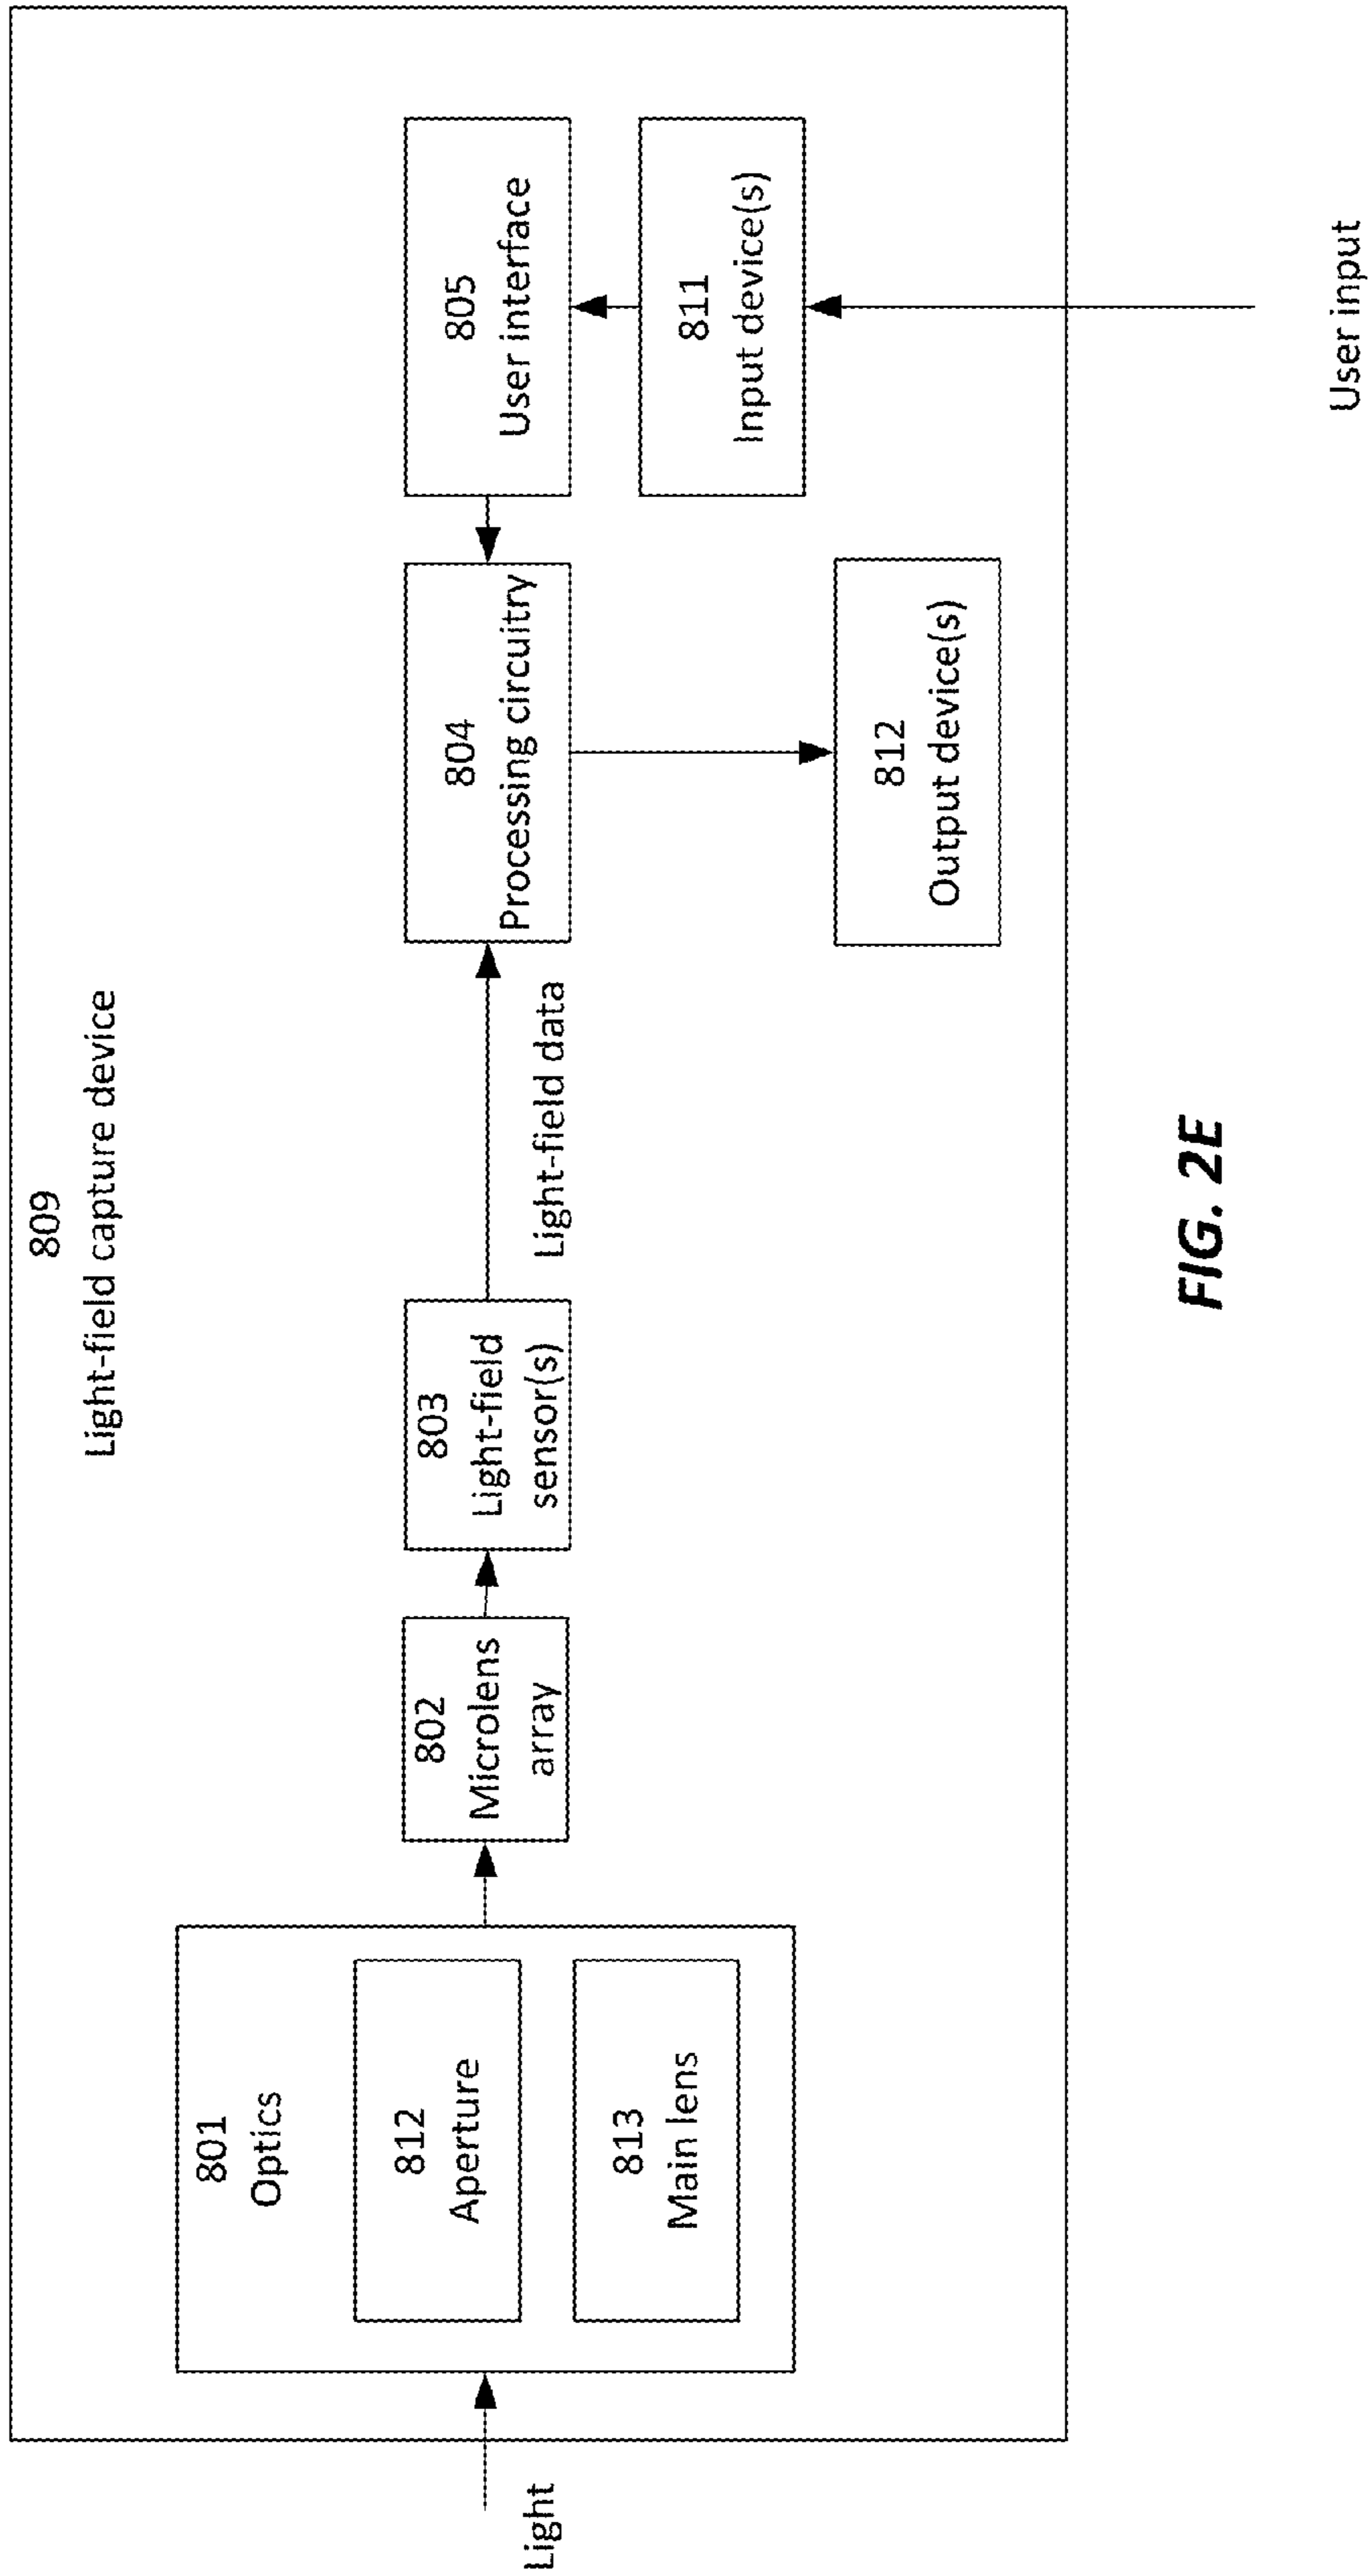 809
Light-field capture device
801
Optics
812
Aperture
813
Main lens
Light
802
Microlens
array
803
Light-field
sensor(s)
Light-field data
804
Processing circuitry
812
Output device(s)
805
User interface
811
Input device(s)
User input
FIG. 2E